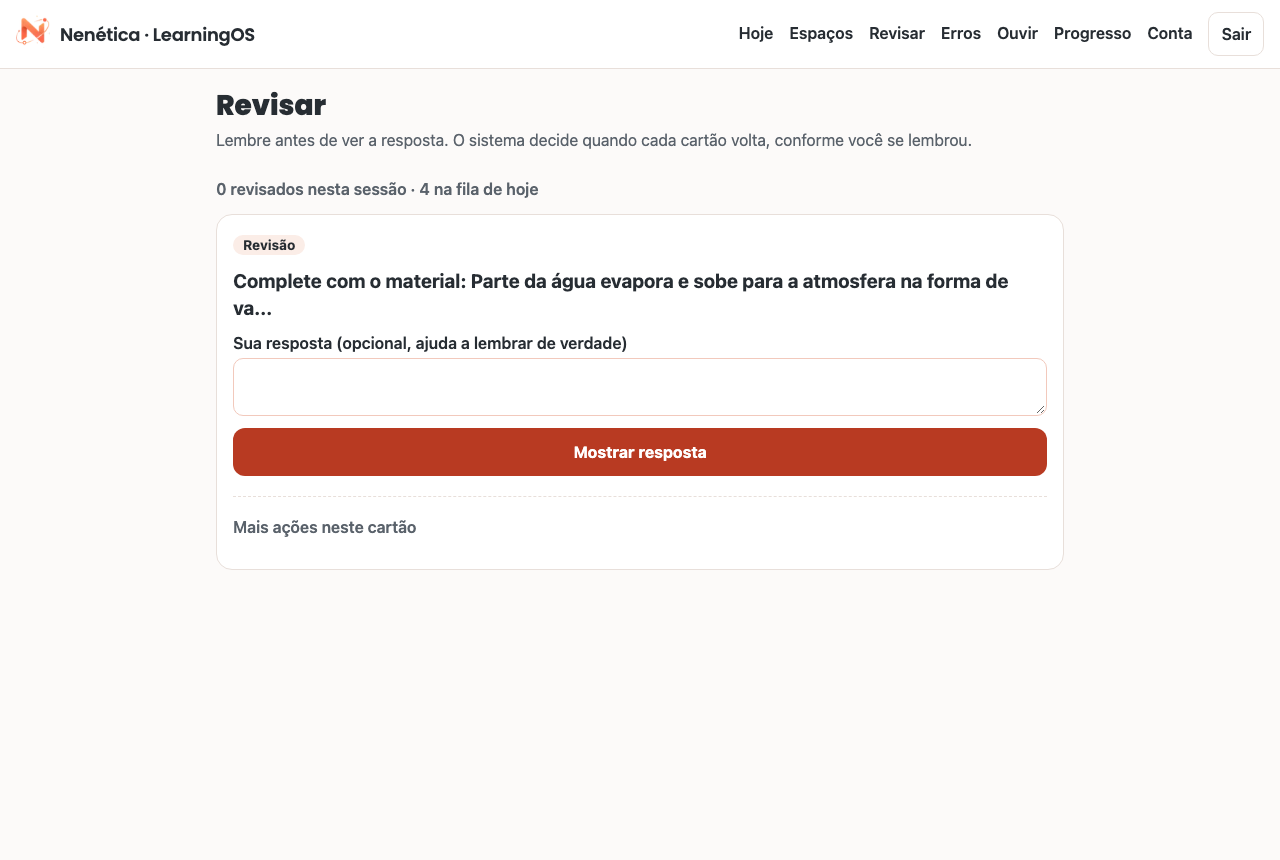 Nenética · LearningOS
Hoje Espaços Revisar Erros Ouvir Progresso Conta Sair
Revisar
Lembre antes de ver a resposta. O sistema decide quando cada cartão volta, conforme você se lembrou.
0 revisados nesta sessão · 4 na fila de hoje
Revisão
Complete com o material: Parte da água evapora e sobe para a atmosfera na forma de
va...
Sua resposta (opcional, ajuda a lembrar de verdade)
Mostrar resposta
Mais ações neste cartão